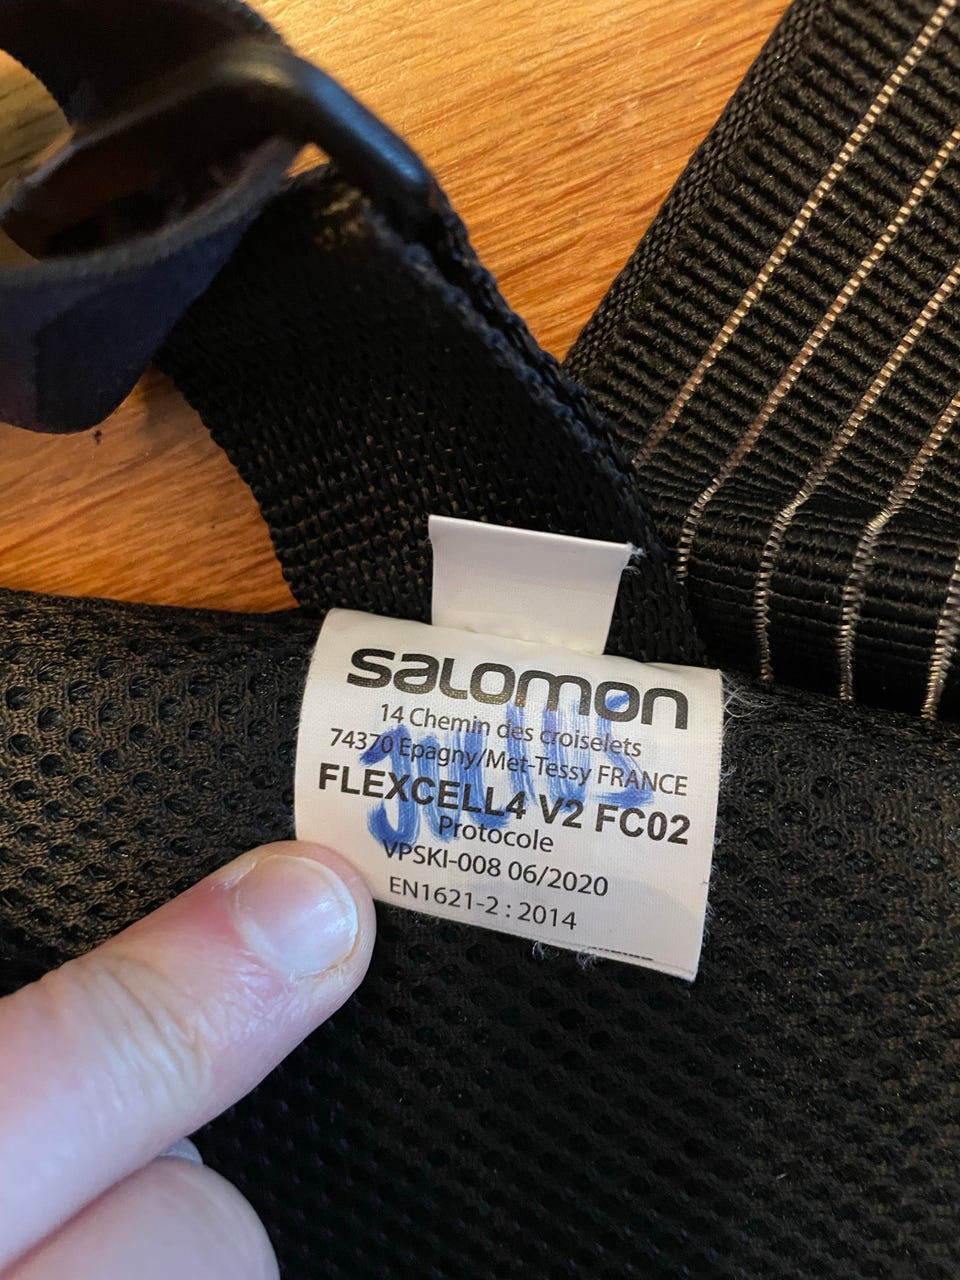 salomon
14 Chemin des croiselets
74370 Epagny/Met-Tessy FRANCE
FLEXCELL4 V2 FC02
Protocole
VPSKI-008 06/2020
EN1621-2 : 2014
JULIUS